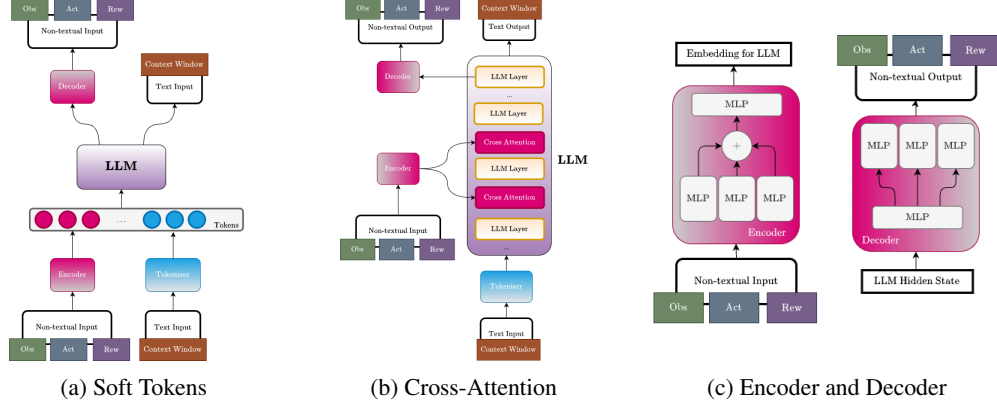 Obs Act Rew
Non-textual Input
Context Window
Text Input
Decoder
LLM
...
Tokens
Encoder
Tokenizer
Non-textual Input
Obs Act Rew
Text Input
Context Window
(a) Soft Tokens
Obs Act Rew
Non-textual Output
Context Window
Text Output
Decoder
LLM Layer
...
LLM Layer
Cross Attention
LLM
Encoder
LLM Layer
Cross Attention
Non-textual Input
Obs Act Rew
LLM Layer
...
Tokenizer
Text Input
Context Window
(b) Cross-Attention
Embedding for LLM
MLP
+
MLP MLP MLP
Encoder
Non-textual Input
Obs Act Rew
Obs Act Rew
Non-textual Output
MLP MLP MLP
MLP
Decoder
LLM Hidden State
(c) Encoder and Decoder